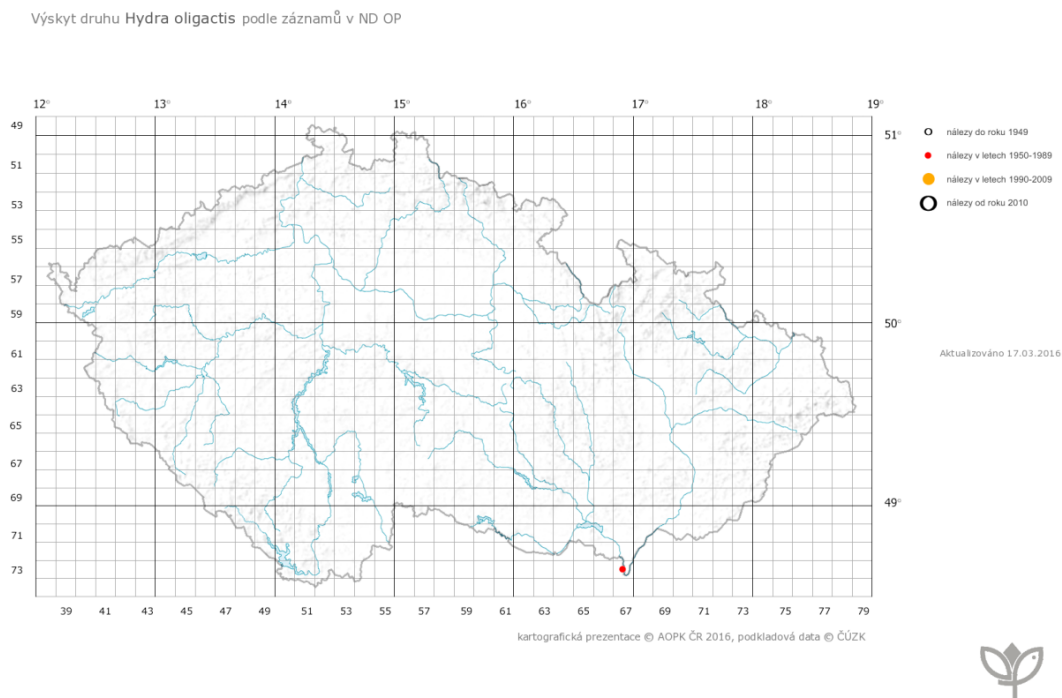 Výskyt druhu Hydra oligactis podle záznamů v ND OP
12° 13° 14° 15° 16° 17° 18° 19°
49
51
53
55
57
59
61
63
65
67
69
71
73
51°
50°
49°
39 41 43 45 47 49 51 53 55 57 59 61 63 65 67 69 71 73 75 77 79
nálezy do roku 1949
nálezy v letech 1950-1989
nálezy v letech 1990-2009
nálezy od roku 2010
Aktualizováno 17.03.2016
kartografická prezentace © AOPK ČR 2016, podkladová data © ČÚZK